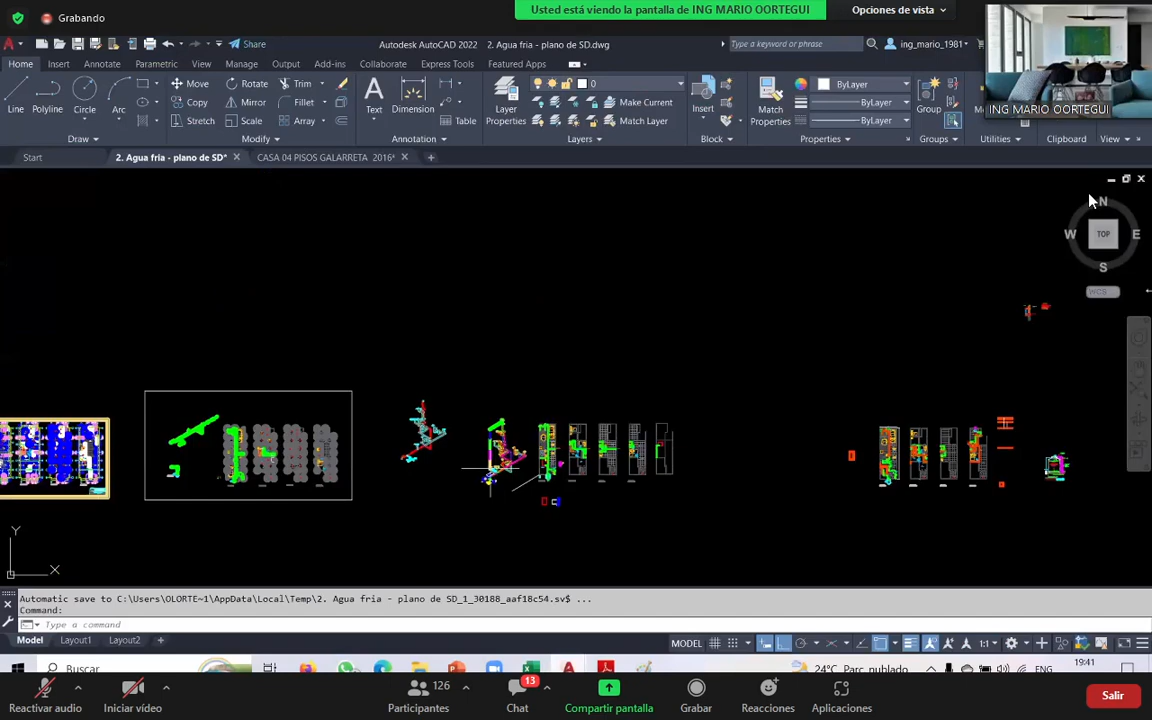 Grabando
Usted está viendo la pantalla de ING MARIO OORTEGUI
Opciones de vista
Share
Autodesk AutoCAD 2022
2. Agua fria - plano de SD.dwg
Type a keyword or phrase
ing_mario_1981
Home
Insert
Annotate
Parametric
View
Manage
Output
Add-ins
Collaborate
Express Tools
Featured Apps
Line
Polyline
Circle
Arc
Move
Rotate
Trim
Copy
Mirror
Fillet
Stretch
Scale
Array
Text
Dimension
Table
Layer
Properties
0
Make Current
Match Layer
Insert
Match
Properties
ByLayer
ByLayer
ByLayer
Group
ING MARIO OORTEGUI
Draw
Modify
Annotation
Layers
Block
Properties
Groups
Utilities
Clipboard
View
Start
2. Agua fria - plano de SD*
CASA 04 PISOS GALARRETA 2016*
N
W
TOP
E
S
WCS
Y
X
Automatic save to C:\Users\OLORTE~1\AppData\Local\Temp\2. Agua fria - plano de SD_1_30188_aaf18c54.sv$ ...
Command:
Type a command
Model
Layout1
Layout2
MODEL
1:1
Buscar
24°C Parc. nublado
ENG
19:41
Reactivar audio
Iniciar vídeo
126
Participantes
13
Chat
Compartir pantalla
Grabar
Reacciones
Aplicaciones
Salir